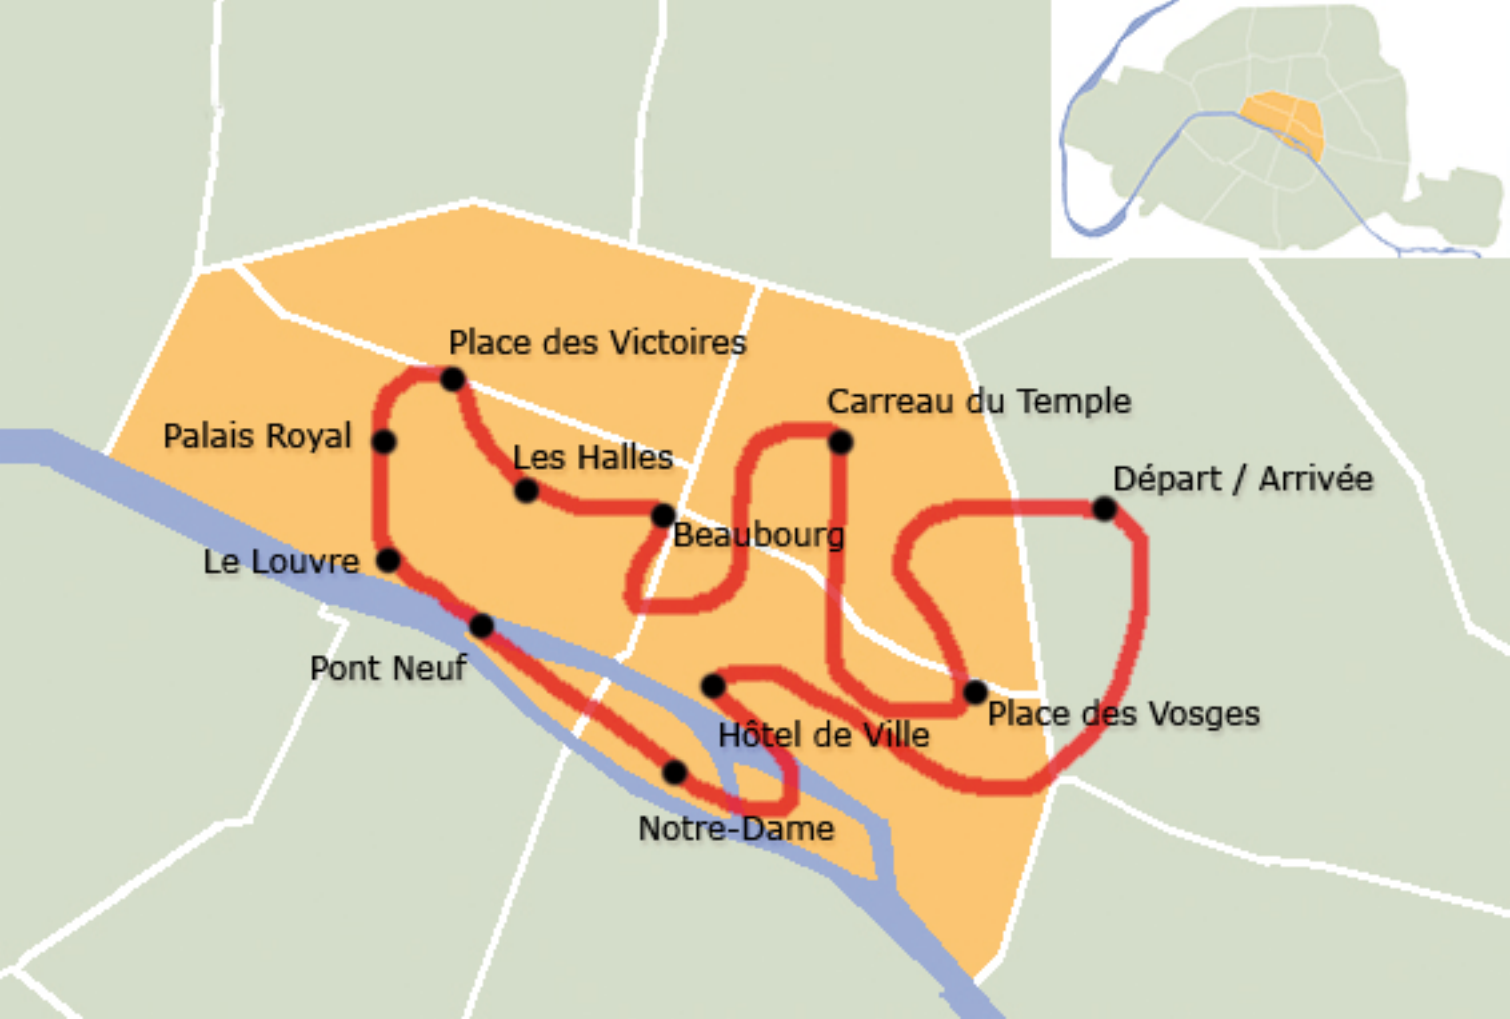 Place des Victoires
Carreau du Temple
Palais Royal
Les Halles
Départ / Arrivée
Beaubourg
Le Louvre
Pont Neuf
Place des Vosges
Hôtel de Ville
Notre-Dame